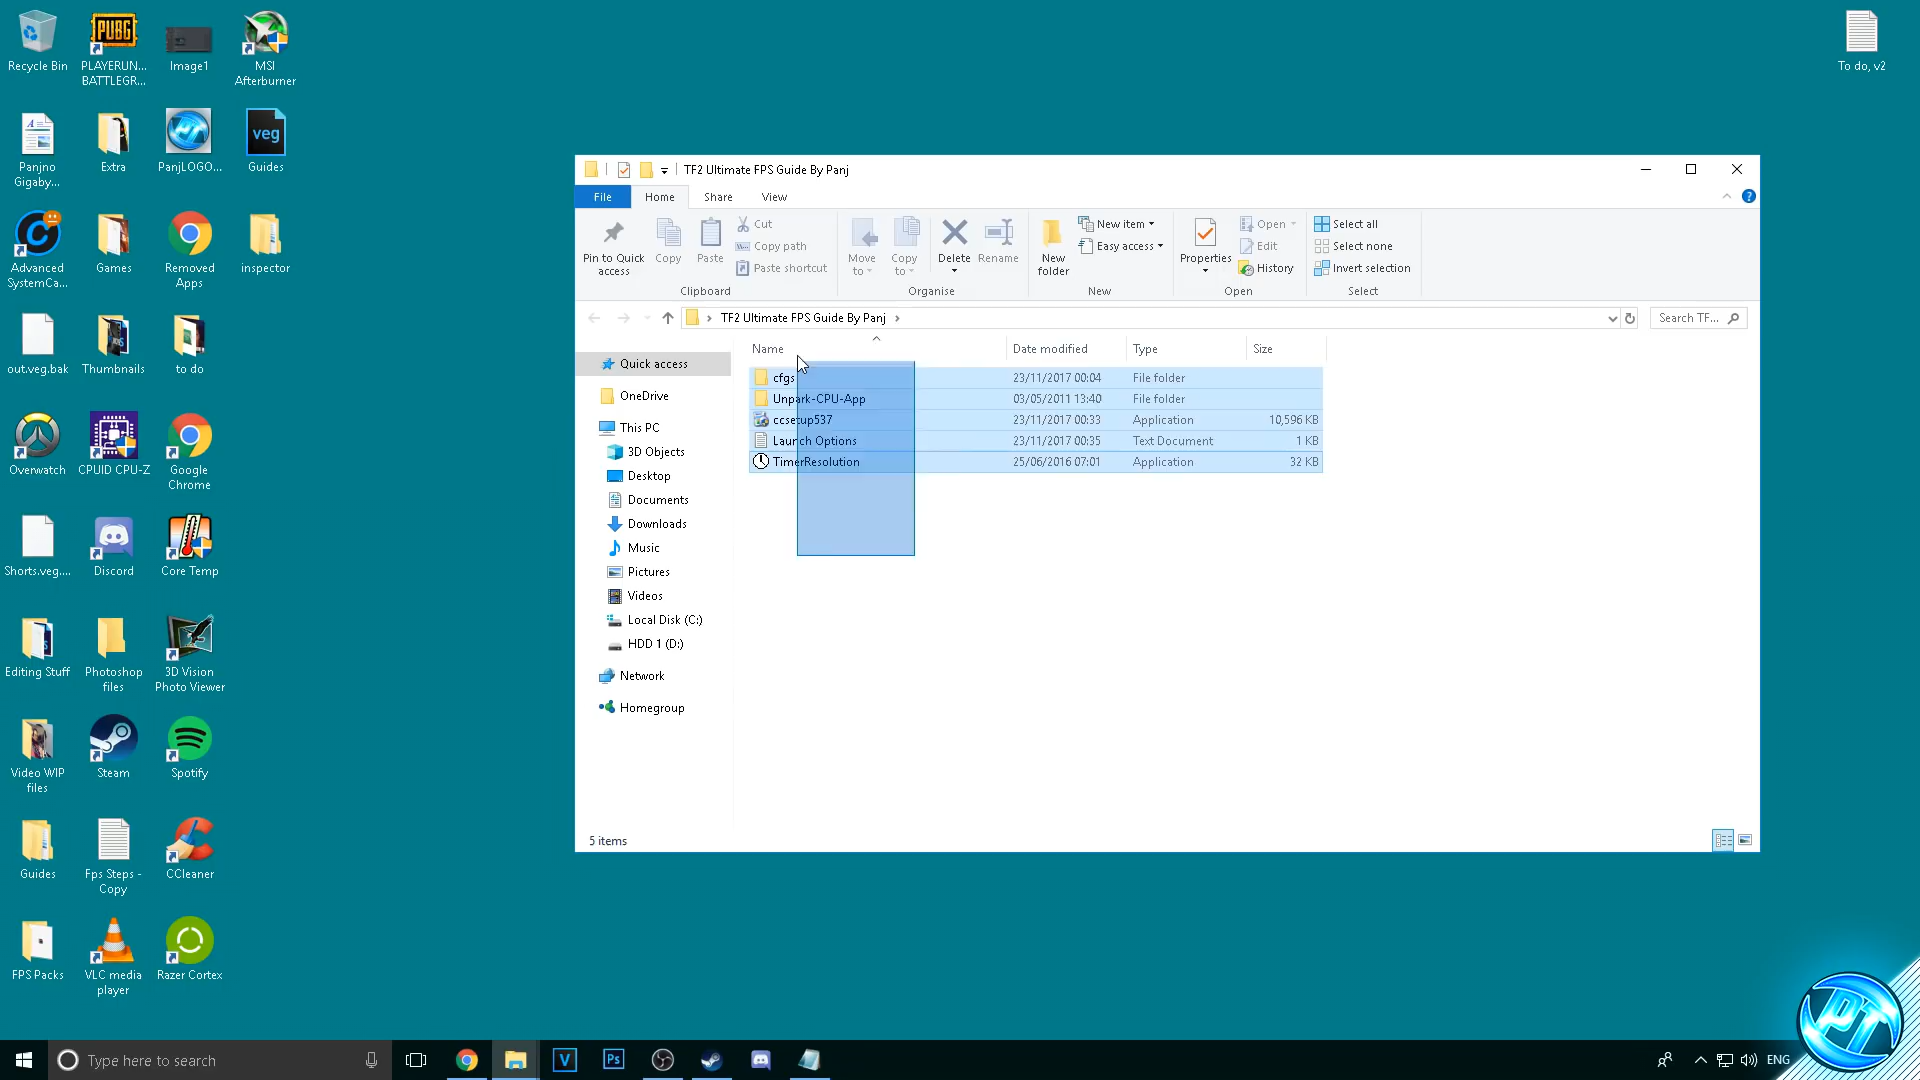 Recycle Bin
PLAYERUN...
BATTLEGR...
PUBG
Image1
MSI
Afterburner
To do, v2
Panjno
Gigaby...
Extra
PanjLOGO...
veg
Guides
Advanced
SystemCa...
Games
Removed
Apps
inspector
out.veg.bak
Thumbnails
to do
Overwatch
CPUID CPU-Z
Google
Chrome
Shorts.veg....
Discord
Core Temp
Editing Stuff
Photoshop
files
3D Vision
Photo Viewer
Video WIP
files
Steam
Spotify
Guides
Fps Steps -
Copy
CCleaner
FPS Packs
VLC media
player
Razer Cortex
TF2 Ultimate FPS Guide By Panj
File Home Share View
Pin to Quick
access
Copy
Paste
Cut
Copy path
Paste shortcut
Clipboard
Move
to
Copy
to
Delete
Rename
Organise
New
folder
New item
Easy access
New
Properties
Open
Edit
History
Open
Select all
Select none
Invert selection
Select
TF2 Ultimate FPS Guide By Panj
Search TF...
Name Date modified Type Size
cfgs 23/11/2017 00:04 File folder
Unpark-CPU-App 03/05/2011 13:40 File folder
ccsetup537 23/11/2017 00:33 Application 10,596 KB
Launch Options 23/11/2017 00:35 Text Document 1 KB
TimerResolution 25/06/2016 07:01 Application 32 KB
Quick access
OneDrive
This PC
3D Objects
Desktop
Documents
Downloads
Music
Pictures
Videos
Local Disk (C:)
HDD 1 (D:)
Network
Homegroup
5 items
Type here to search
V
Ps
ENG
PT